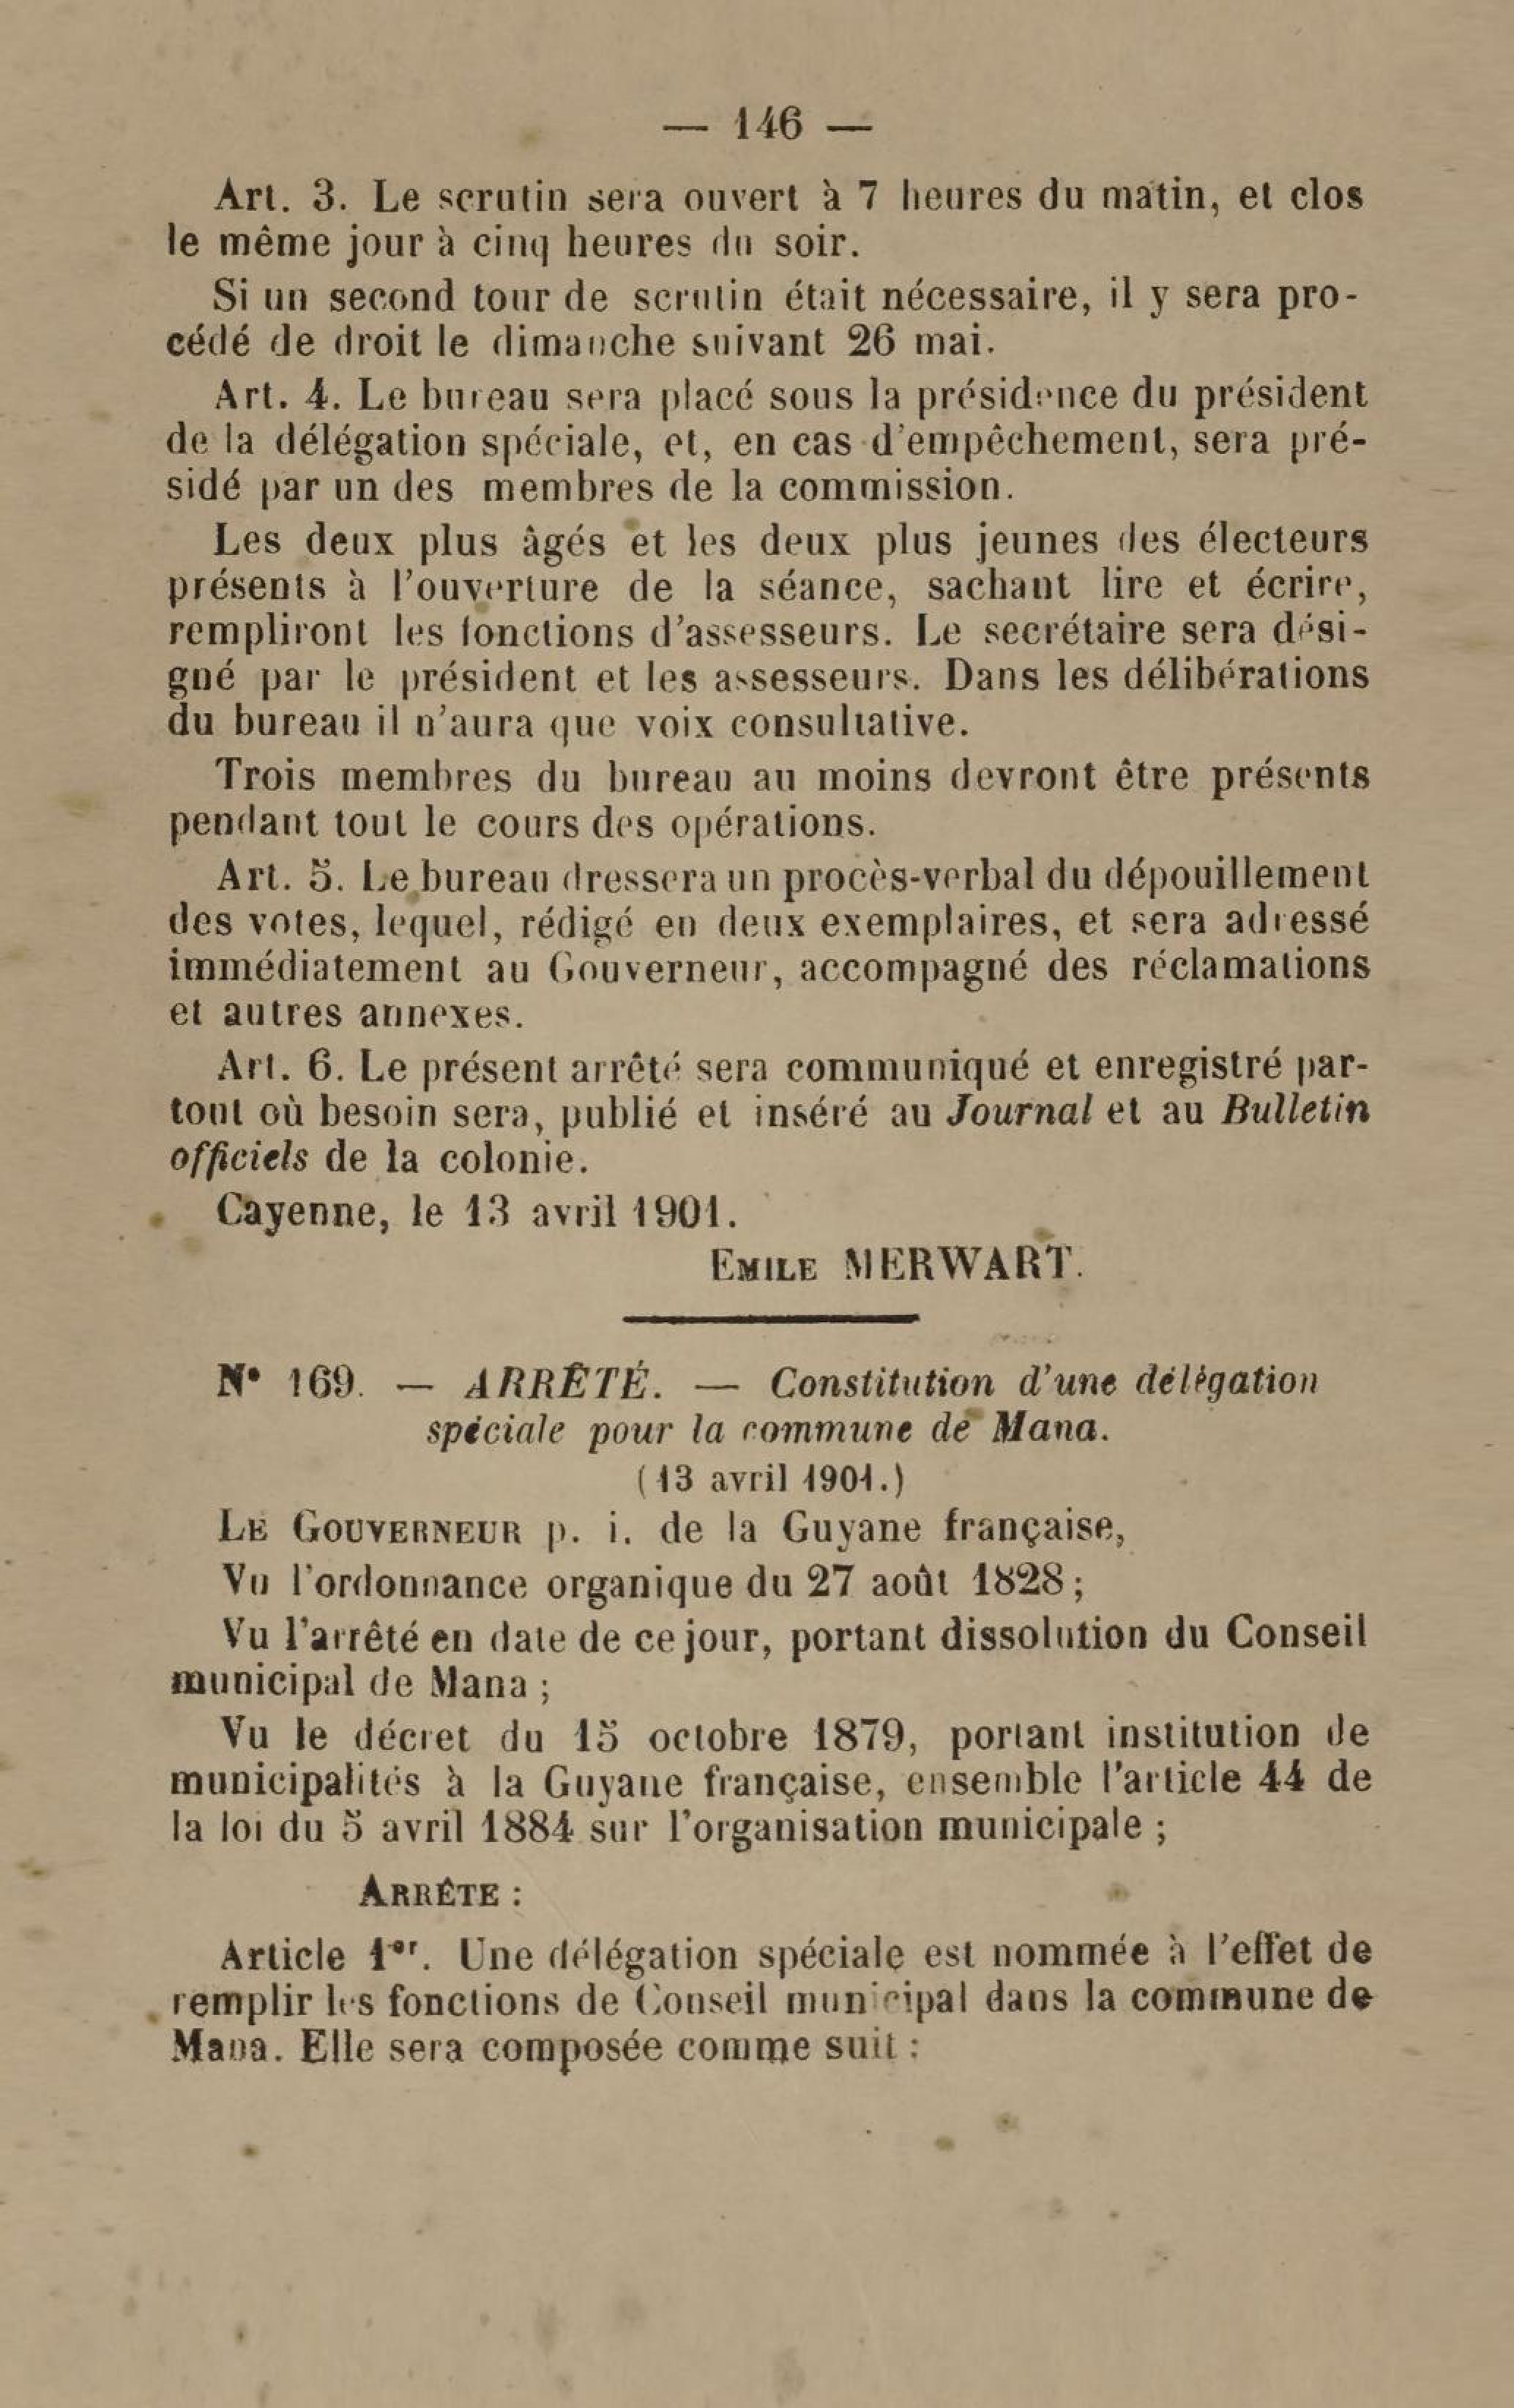 — 146 —
Art. 3. Le scrutin sera ouvert à 7 heures du matin, et clos
le même jour à cinq heures du soir.
Si un second tour de scrutin était nécessaire, il y sera pro-
cédé de droit le dimanche suivant 26 mai.
Art. 4. Le bureau sera placé sous la présidence du président
de la délégation spéciale, et, en cas d'empêchement, sera pré-
sidé par un des membres de la commission.
Les deux plus âgés et les deux plus jeunes des électeurs
présents à l'ouverture de la séance, sachant lire et écrire,
rempliront les fonctions d'assesseurs. Le secrétaire sera dési-
gné par le président et les assesseurs. Dans les délibérations
du bureau il n'aura que voix consultative.
Trois membres du bureau au moins devront être présents
pendant tout le cours des opérations.
Art. 5. Le bureau dressera un procès-verbal du dépouillement
des votes, lequel, rédigé en deux exemplaires, et sera adressé
immédiatement au Gouverneur, accompagné des réclamations
et autres annexes.
Art. 6. Le présent arrêté sera communiqué et enregistré par-
tout où besoin sera, publié et inséré au Journal et au Bulletin
officiels de la colonie.
Cayenne, le 13 avril 1901.
EMILE MERWART.
N° 169. — ARRÊTÉ. — Constitution d'une délégation
spéciale pour la commune de Mana.
(13 avril 1901.)
LE GOUVERNEUR p. i. de la Guyane française,
Vu l'ordonnance organique du 27 août 1828;
Vu l'arrêté en date de ce jour, portant dissolution du Conseil
municipal de Mana;
Vu le décret du 15 octobre 1879, portant institution de
municipalités à la Guyane française, ensemble l'article 44 de
la loi du 5 avril 1884 sur l'organisation municipale;
ARRÊTE:
Article 1er. Une délégation spéciale est nommée à l'effet de
remplir les fonctions de Conseil municipal dans la commune de
Mana. Elle sera composée comme suit: